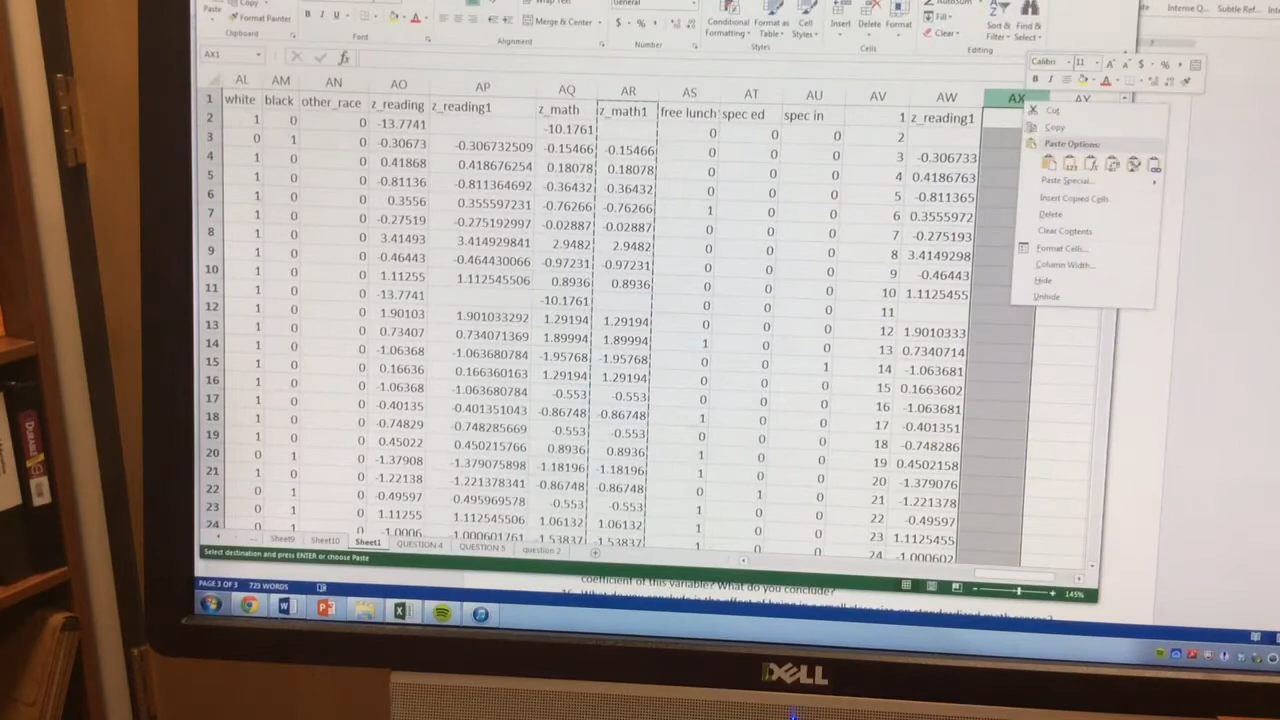 Copy
General
Intense Q...
Subtle Ref...
Paste
Format Painter
B I U
Merge & Center
$ % ,
Conditional Format as Cell
Formatting Table Styles
Insert Delete Format
Fill
Clear
Sort & Find &
Filter Select
Clipboard
Font
Alignment
Number
Styles
Cells
Editing
AX1
fx
Calibri 11
AL AM AN AO AP AQ AR AS AT AU AV AW AX AY
1 white black other_race z_reading z_reading1 z_math z_math1 free lunch spec ed spec in 1 z_reading1
2 1 0 0 -13.7741 -10.1761 0 0 0 2
3 0 1 0 -0.30673 -0.306732509 -0.15466 -0.15466 0 0 0 3 -0.306733
4 1 0 0 0.41868 0.418676254 0.18078 0.18078 0 0 0 4 0.4186763
5 1 0 0 -0.81136 -0.811364692 -0.36432 -0.36432 0 0 0 5 -0.811365
6 1 0 0 0.3556 0.355597231 -0.76266 -0.76266 1 0 0 6 0.3555972
7 1 0 0 -0.27519 -0.275192997 -0.02887 -0.02887 0 0 0 7 -0.275193
8 1 0 0 3.41493 3.414929841 2.9482 2.9482 0 0 0 8 3.4149298
9 1 0 0 -0.46443 -0.464430066 -0.97231 -0.97231 0 0 0 9 -0.46443
10 1 0 0 1.11255 1.112545506 0.8936 0.8936 0 0 0 10 1.1125455
11 1 0 0 -13.7741 -10.1761 0 0 0 11
12 1 0 0 1.90103 1.901033292 1.29194 1.29194 0 0 0 12 1.9010333
13 1 0 0 0.73407 0.734071369 1.89994 1.89994 1 0 0 13 0.7340714
14 1 0 0 -1.06368 -1.063680784 -1.95768 -1.95768 0 0 1 14 -1.063681
15 1 0 0 0.16636 0.166360163 1.29194 1.29194 0 0 0 15 0.1663602
16 1 0 0 -1.06368 -1.063680784 -0.553 -0.553 0 0 0 16 -1.063681
17 1 0 0 -0.40135 -0.401351043 -0.86748 -0.86748 1 0 0 17 -0.401351
18 1 0 0 -0.74829 -0.748285669 -0.553 -0.553 0 0 0 18 -0.748286
19 1 0 0 0.45022 0.450215766 0.8936 0.8936 1 0 0 19 0.4502158
20 0 1 0 -1.37908 -1.379075898 -1.18196 -1.18196 1 0 0 20 -1.379076
21 1 0 0 -1.22138 -1.221378341 -0.86748 -0.86748 0 1 0 21 -1.221378
22 0 1 0 -0.49597 -0.495969578 -0.553 -0.553 1 0 0 22 -0.49597
23 0 1 0 1.11255 1.112545506 1.06132 1.06132 0 0 0 23 1.1125455
24 0 1 0 -1.0006 -1.000601761 -1.53837 -1.53837 1 0 0 24 -1.000602
Cut
Copy
Paste Options:
Paste Special...
Insert Copied Cells
Delete
Clear Contents
Format Cells...
Column Width...
Hide
Unhide
... Sheet9 Sheet10 Sheet1 QUESTION 4 QUESTION 5 question 2
Select destination and press ENTER or choose Paste
145%
coefficient of this variable? What do you conclude?
PAGE 3 OF 3 723 WORDS
DELL
DURABLE